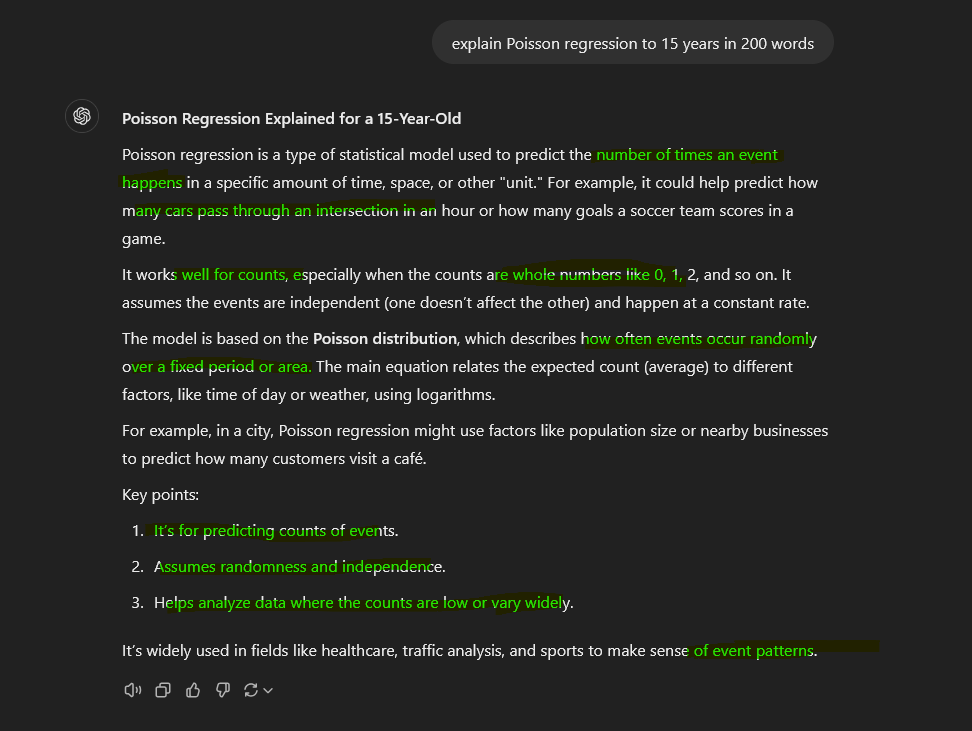 explain Poisson regression to 15 years in 200 words
Poisson Regression Explained for a 15-Year-Old
Poisson regression is a type of statistical model used to predict the number of times an event
happens in a specific amount of time, space, or other "unit." For example, it could help predict how
many cars pass through an intersection in an hour or how many goals a soccer team scores in a
game.
It works well for counts, especially when the counts are whole numbers like 0, 1, 2, and so on. It
assumes the events are independent (one doesn't affect the other) and happen at a constant rate.
The model is based on the Poisson distribution, which describes how often events occur randomly
over a fixed period or area. The main equation relates the expected count (average) to different
factors, like time of day or weather, using logarithms.
For example, in a city, Poisson regression might use factors like population size or nearby businesses
to predict how many customers visit a café.
Key points:
1. It's for predicting counts of events.
2. Assumes randomness and independence.
3. Helps analyze data where the counts are low or vary widely.
It's widely used in fields like healthcare, traffic analysis, and sports to make sense of event patterns.